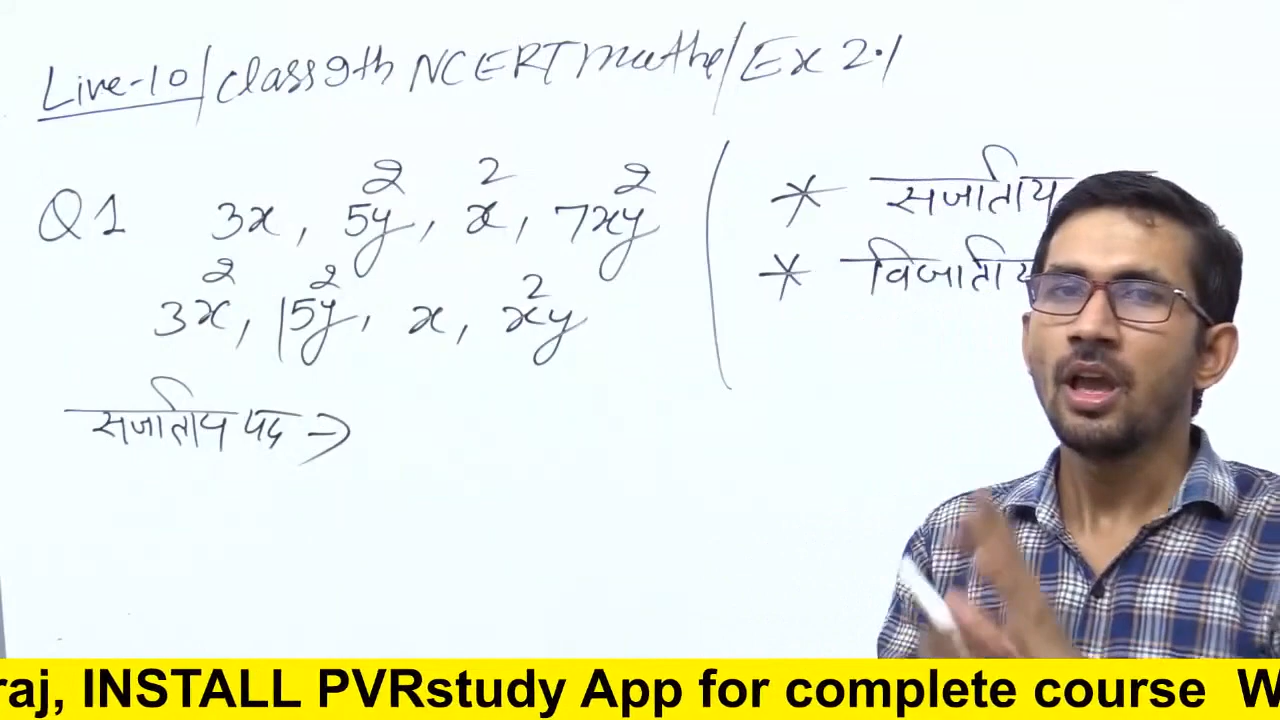 Live-10/class 9th NCERT maths/Ex 2.1
Q1 3x, 5y², x², 7xy²
3x², 15y², x, x²y
सजातीय पद →
* सजातीय
* विजातीय
raj, INSTALL PVRstudy App for complete course W